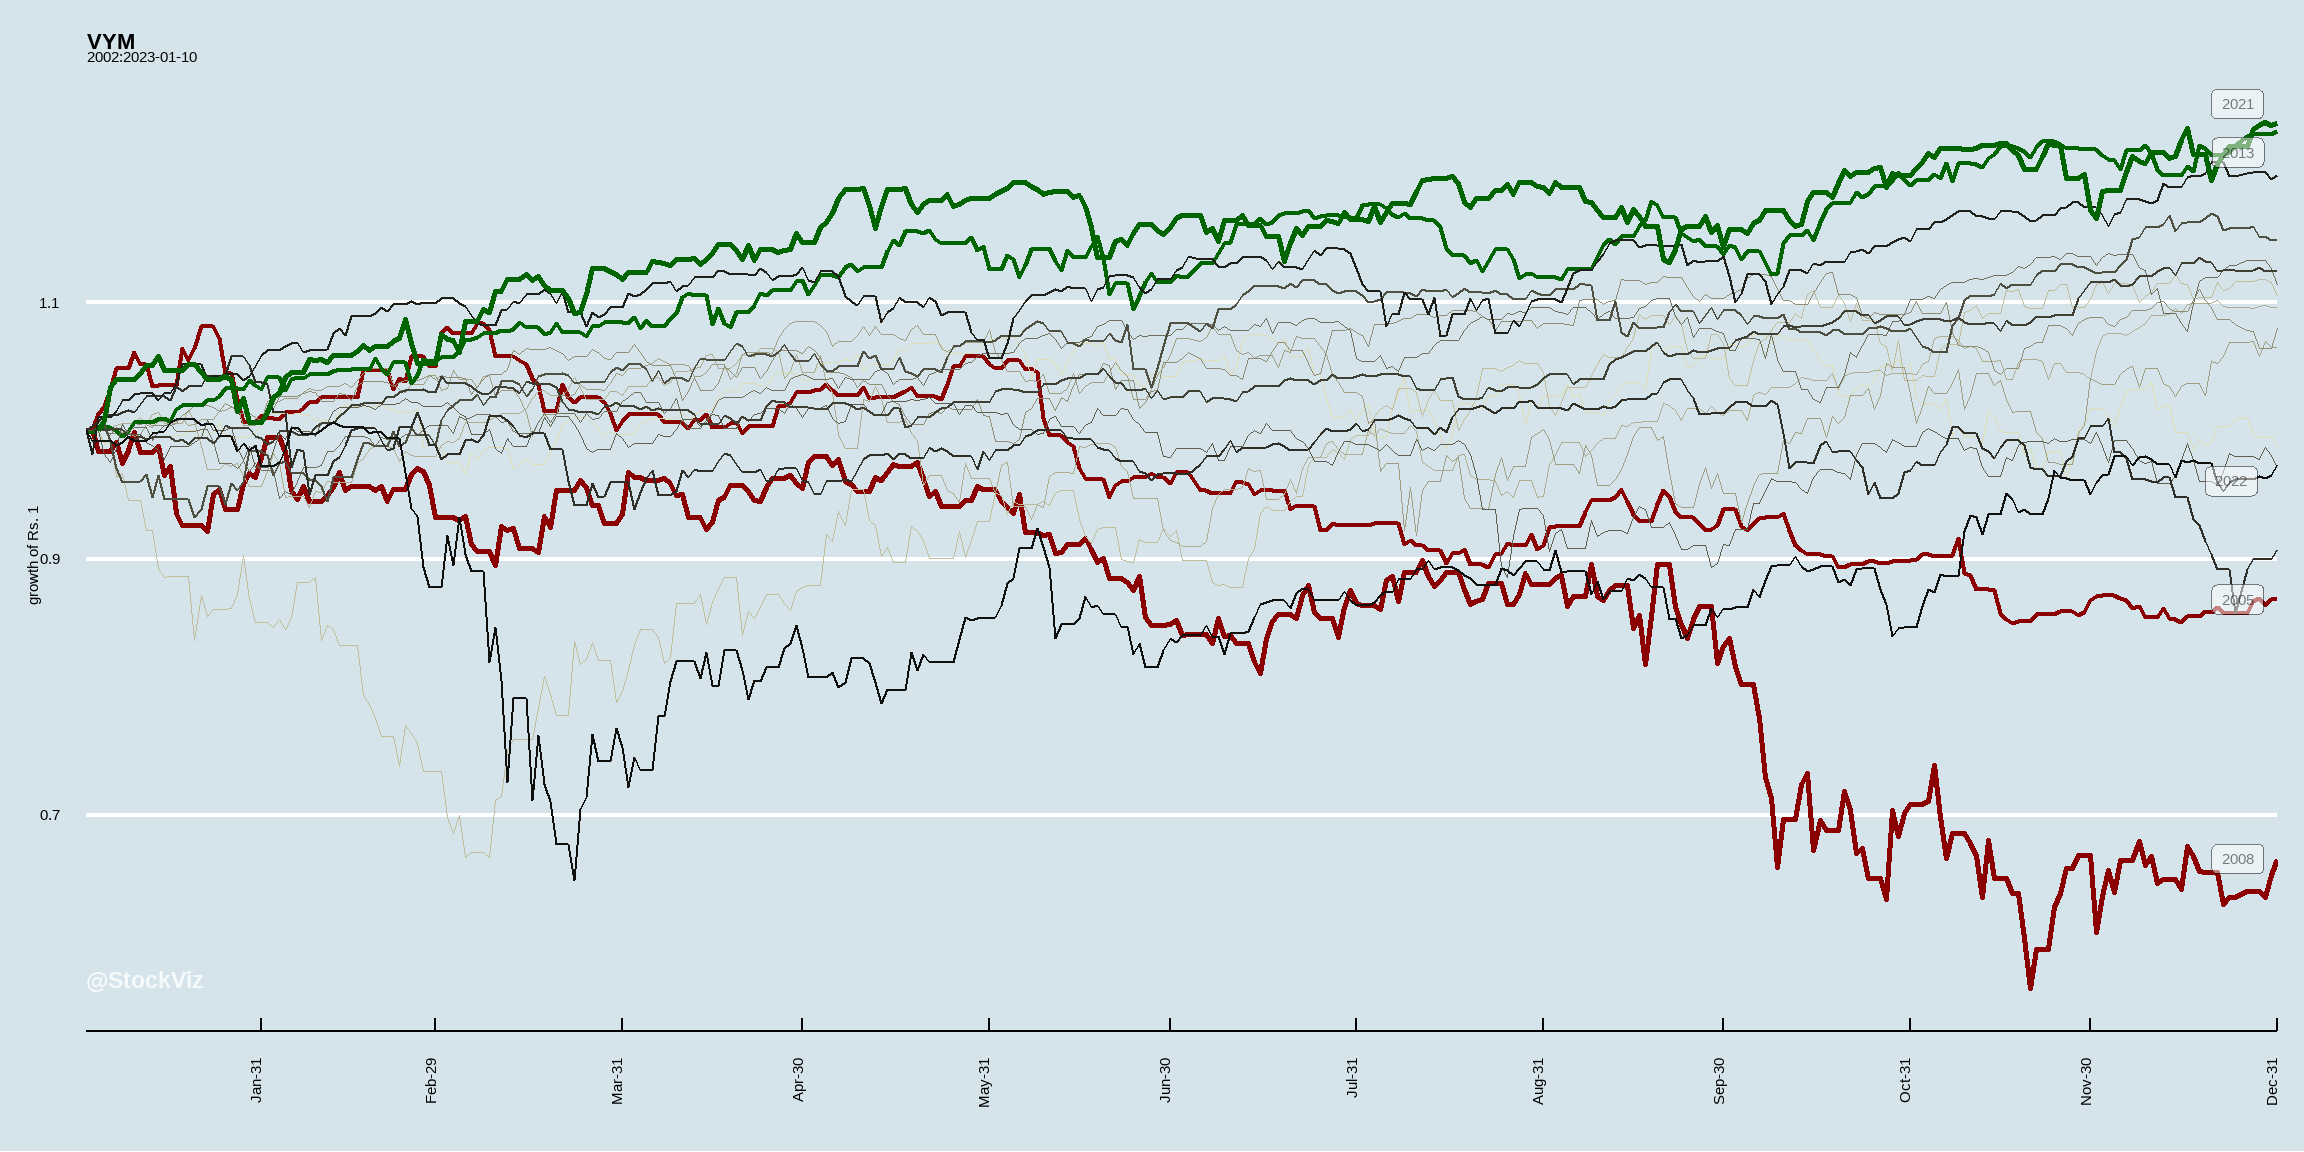 VYM
2002:2023-01-10
2021
2013
1.1
2022
growth of Rs. 1
0.9
2005
0.7
2008
@StockViz
Jan-31
Feb-29
Mar-31
Apr-30
May-31
Jun-30
Jul-31
Aug-31
Sep-30
Oct-31
Nov-30
Dec-31